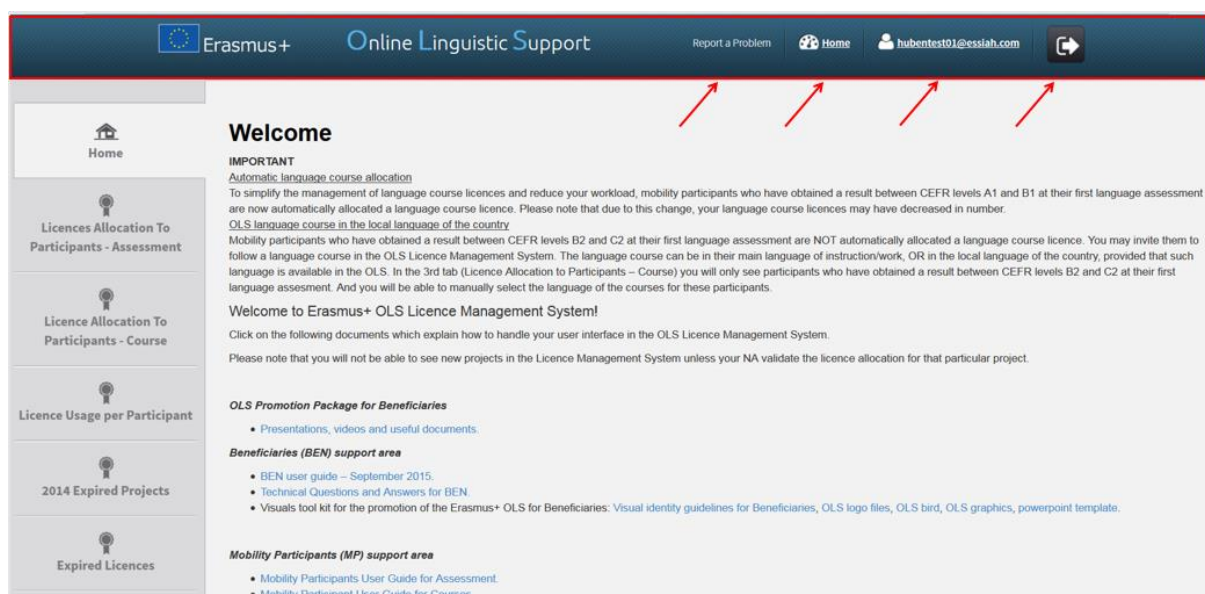 Erasmus+
Online Linguistic Support
Report a Problem
Home
hubentest01@essiah.com
Home
Licences Allocation To
Participants - Assessment
Licence Allocation To
Participants - Course
Licence Usage per Participant
2014 Expired Projects
Expired Licences
Welcome
IMPORTANT
Automatic language course allocation
To simplify the management of language course licences and reduce your workload, mobility participants who have obtained a result between CEFR levels A1 and B1 at their first language assessment
are now automatically allocated a language course licence. Please note that due to this change, your language course licences may have decreased in number.
OLS language course in the local language of the country
Mobility participants who have obtained a result between CEFR levels B2 and C2 at their first language assessment are NOT automatically allocated a language course licence. You may invite them to
follow a language course in the OLS Licence Management System. The language course can be in their main language of instruction/work, OR in the local language of the country, provided that such
language is available in the OLS. In the 3rd tab (Licence Allocation to Participants – Course) you will only see participants who have obtained a result between CEFR levels B2 and C2 at their first
language assesment. And you will be able to manually select the language of the courses for these participants.
Welcome to Erasmus+ OLS Licence Management System!
Click on the following documents which explain how to handle your user interface in the OLS Licence Management System.
Please note that you will not be able to see new projects in the Licence Management System unless your NA validate the licence allocation for that particular project.
OLS Promotion Package for Beneficiaries
• Presentations, videos and useful documents.
Beneficiaries (BEN) support area
• BEN user guide – September 2015.
• Technical Questions and Answers for BEN.
• Visuals tool kit for the promotion of the Erasmus+ OLS for Beneficiaries: Visual identity guidelines for Beneficiaries, OLS logo files, OLS bird, OLS graphics, powerpoint template.
Mobility Participants (MP) support area
• Mobility Participants User Guide for Assessment.
• Mobility Participant User Guide for Courses